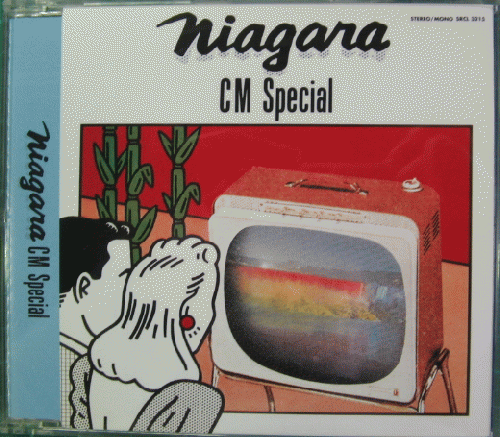 niagara
STEREO/MONO SRCL 3215
CM Special
niagara CM Special